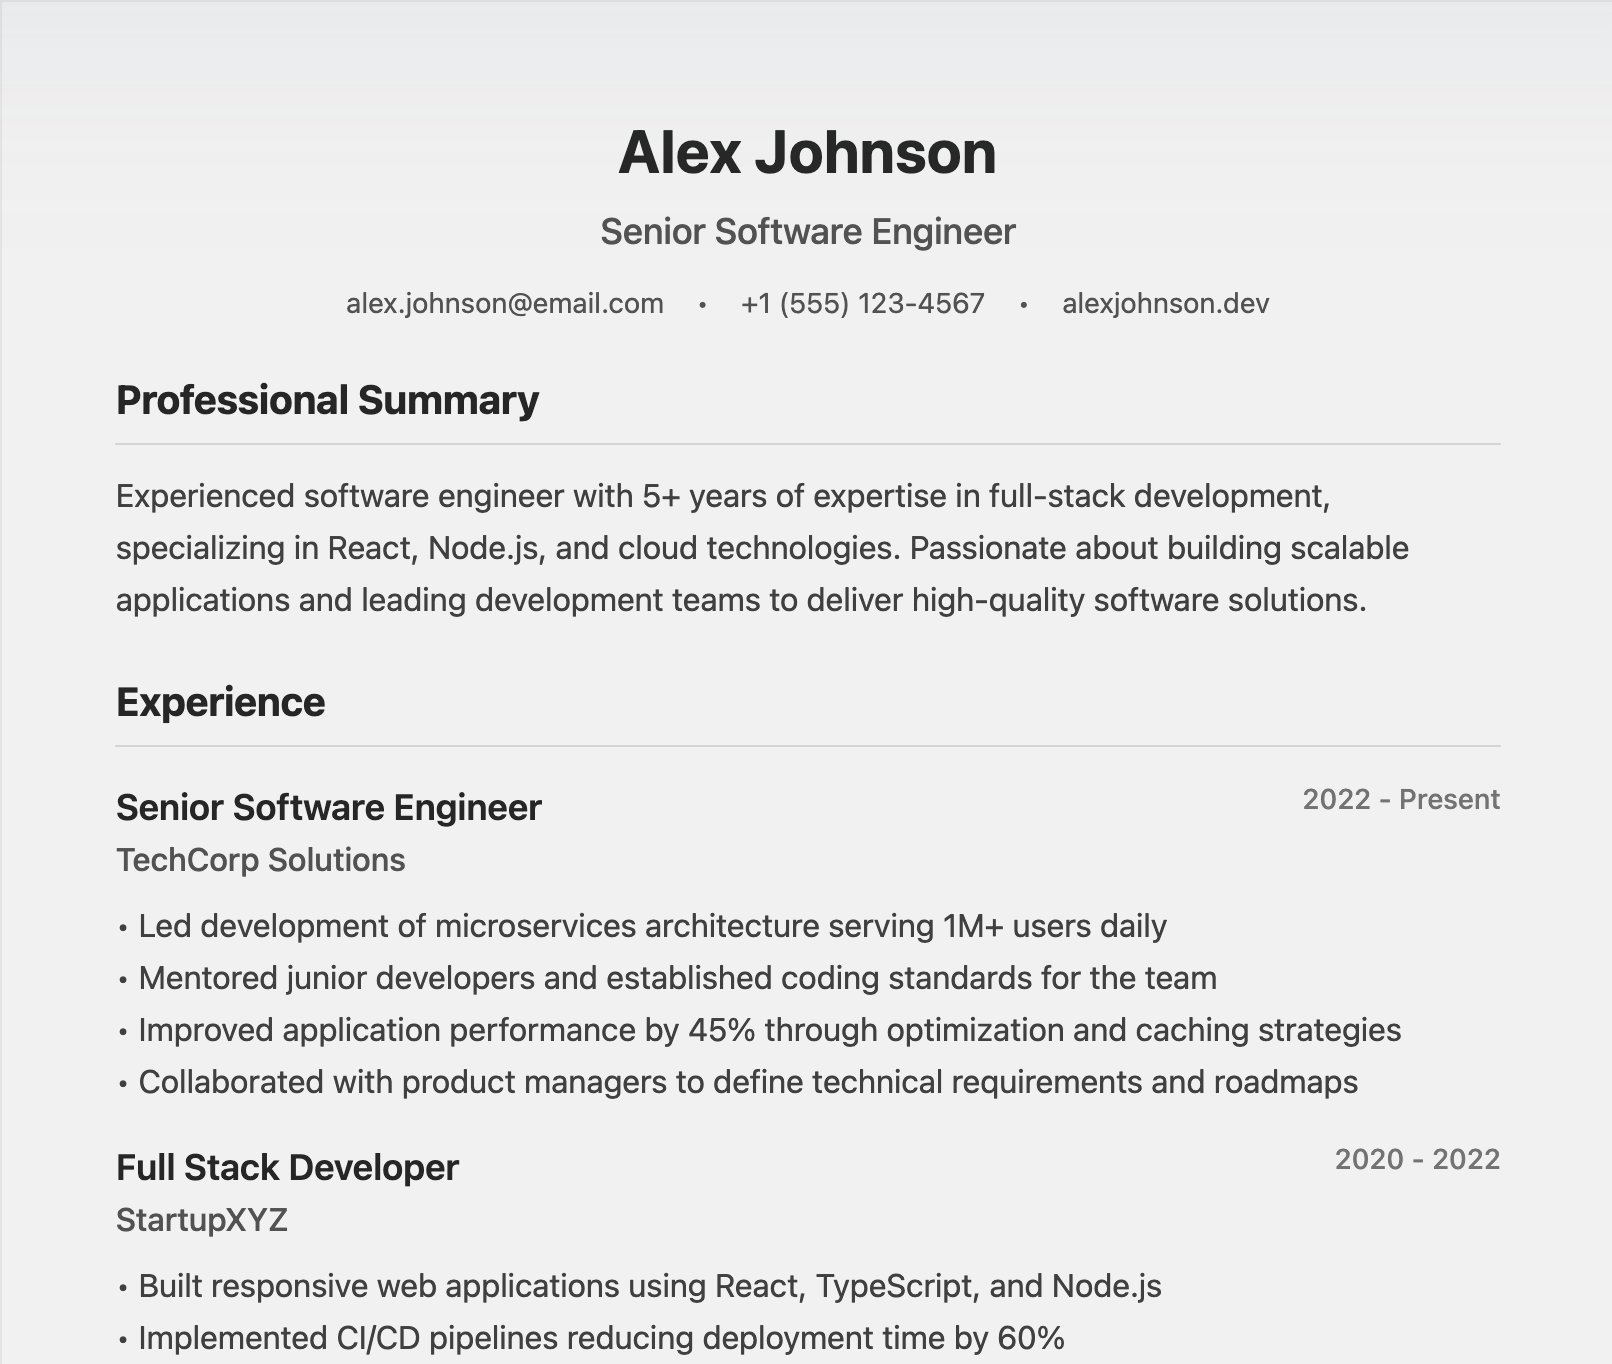 Alex Johnson
Senior Software Engineer
alex.johnson@email.com • +1 (555) 123-4567 • alexjohnson.dev
Professional Summary
Experienced software engineer with 5+ years of expertise in full-stack development,
specializing in React, Node.js, and cloud technologies. Passionate about building scalable
applications and leading development teams to deliver high-quality software solutions.
Experience
Senior Software Engineer 2022 - Present
TechCorp Solutions
• Led development of microservices architecture serving 1M+ users daily
• Mentored junior developers and established coding standards for the team
• Improved application performance by 45% through optimization and caching strategies
• Collaborated with product managers to define technical requirements and roadmaps
Full Stack Developer 2020 - 2022
StartupXYZ
• Built responsive web applications using React, TypeScript, and Node.js
• Implemented CI/CD pipelines reducing deployment time by 60%